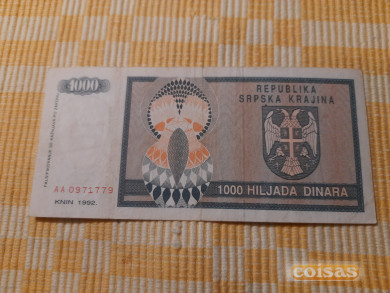 1000
REPUBLIKA
SRPSKA KRAJINA
AA 0971779
KNIN 1992.
1000 HILJADA DINARA
coisas